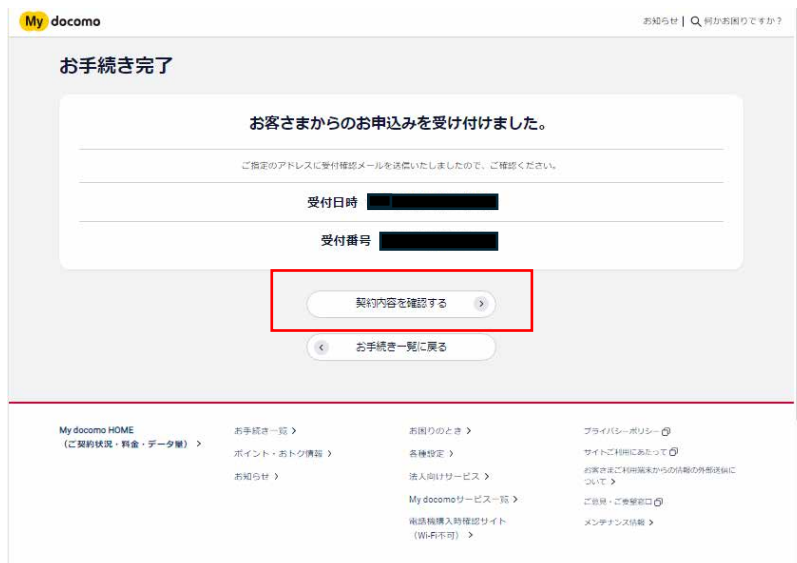 My docomo
お知らせ | 何かお困りですか?
お手続き完了
お客さまからのお申込みを受け付けました。
ご指定のアドレスに受付確認メールを送信いたしましたので、ご確認ください。
受付日時
受付番号
契約内容を確認する
お手続き一覧に戻る
My docomo HOME
(ご契約状況・料金・データ量)
お手続き一覧
ポイント・おトク情報
お知らせ
お困りのとき
各種設定
法人向けサービス
My docomoサービス一覧
電話機購入時確認サイト
(Wi-Fi不可)
プライバシーポリシー
サイトご利用にあたって
お客さまご利用端末からの情報の外部送信に
ついて
ご意見・ご要望窓口
メンテナンス情報